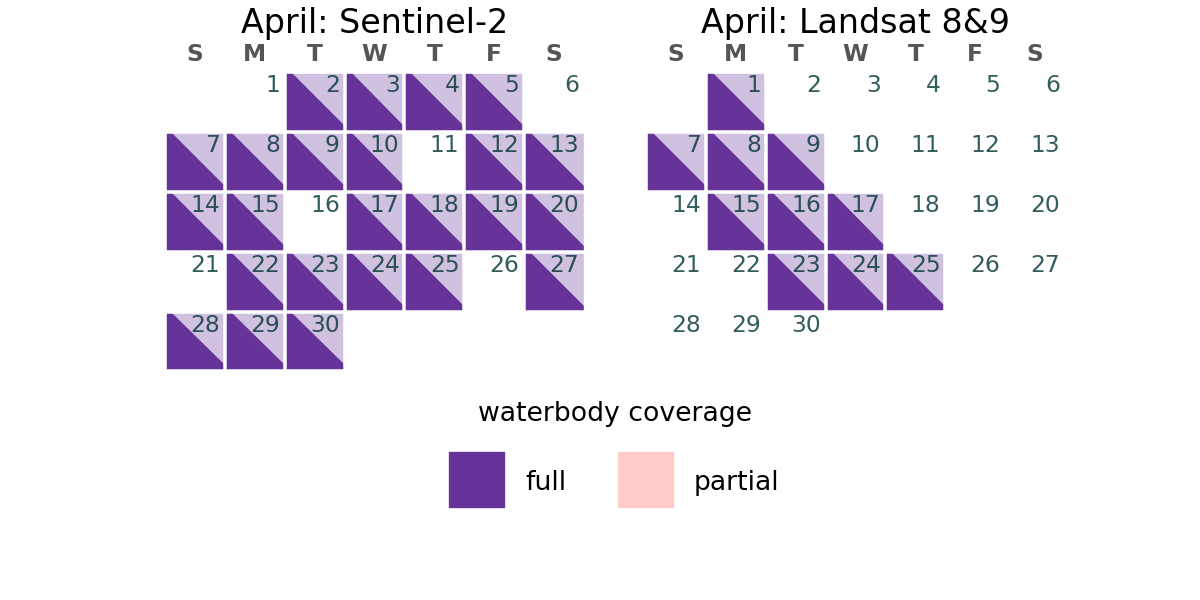 April: Sentinel-2
S M T W T F S
1 2 3 4 5 6
7 8 9 10 11 12 13
14 15 16 17 18 19 20
21 22 23 24 25 26 27
28 29 30
April: Landsat 8&9
S M T W T F S
1 2 3 4 5 6
7 8 9 10 11 12 13
14 15 16 17 18 19 20
21 22 23 24 25 26 27
28 29 30
waterbody coverage
full partial